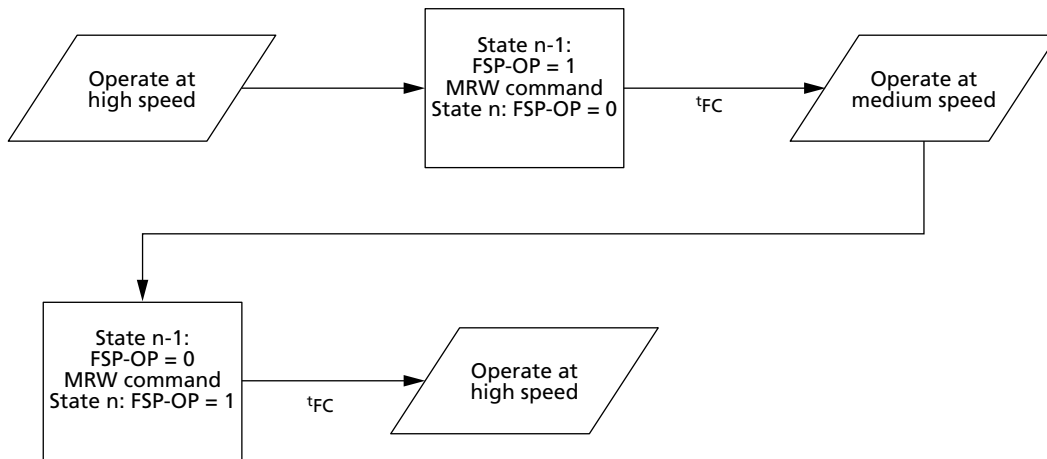 Operate at
high speed
State n-1:
FSP-OP = 1
MRW command
State n: FSP-OP = 0
tFC
Operate at
medium speed
State n-1:
FSP-OP = 0
MRW command
State n: FSP-OP = 1
tFC
Operate at
high speed